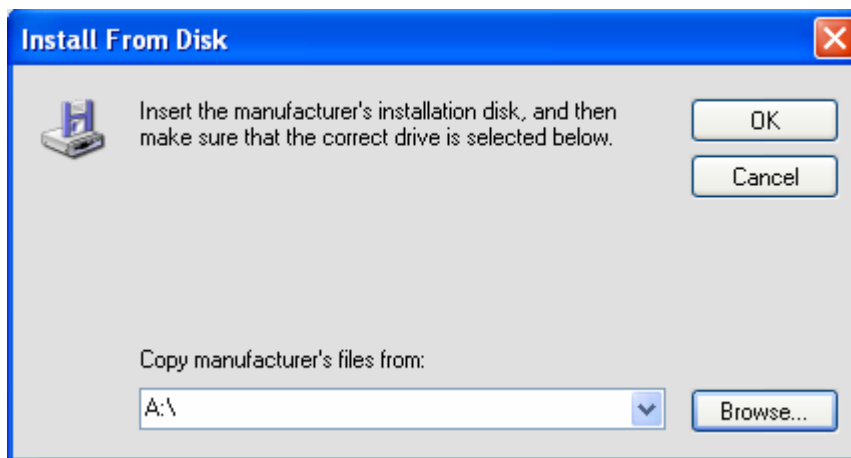 Install From Disk
Insert the manufacturer's installation disk, and then
make sure that the correct drive is selected below.
OK
Cancel
Copy manufacturer's files from:
A:\
Browse...